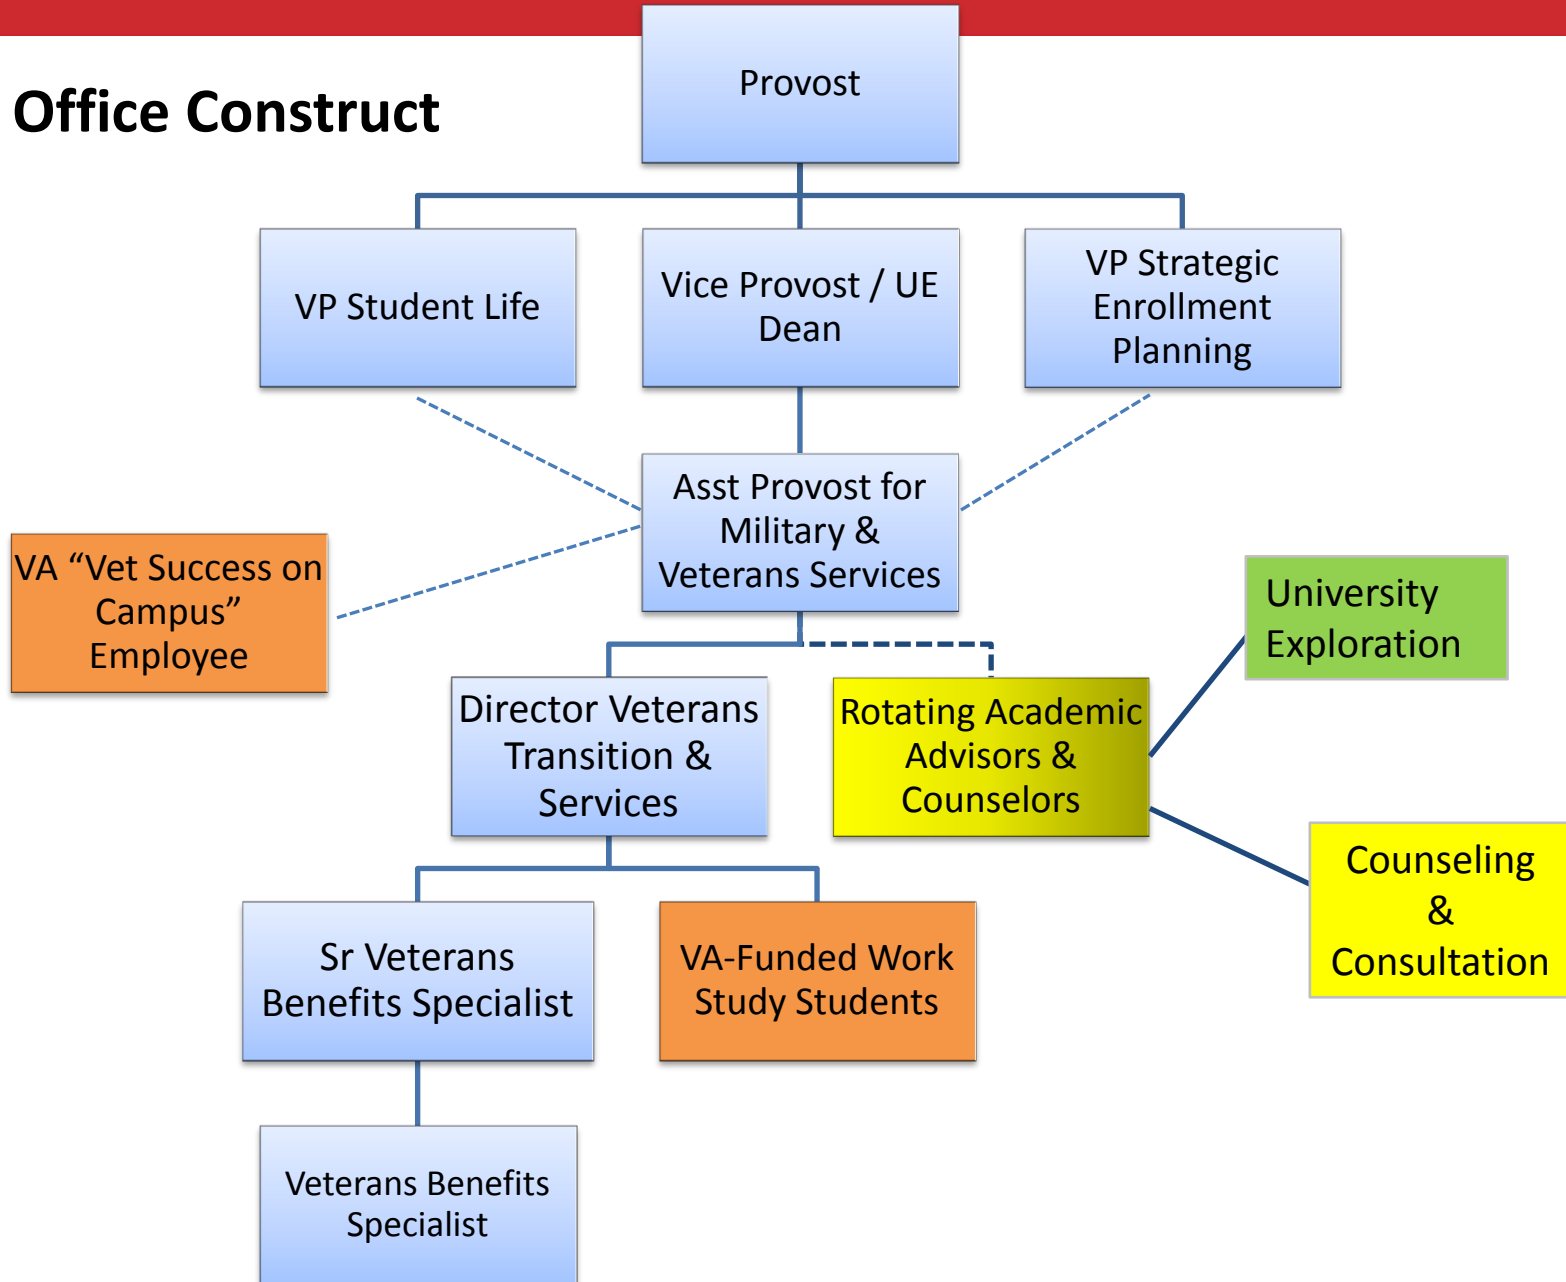 Office Construct
Provost
VP Student Life
Vice Provost / UE
Dean
VP Strategic
Enrollment
Planning
Asst Provost for
Military &
Veterans Services
VA “Vet Success on
Campus”
Employee
University
Exploration
Director Veterans
Transition &
Services
Rotating Academic
Advisors &
Counselors
Counseling
&
Consultation
Sr Veterans
Benefits Specialist
VA-Funded Work
Study Students
Veterans Benefits
Specialist